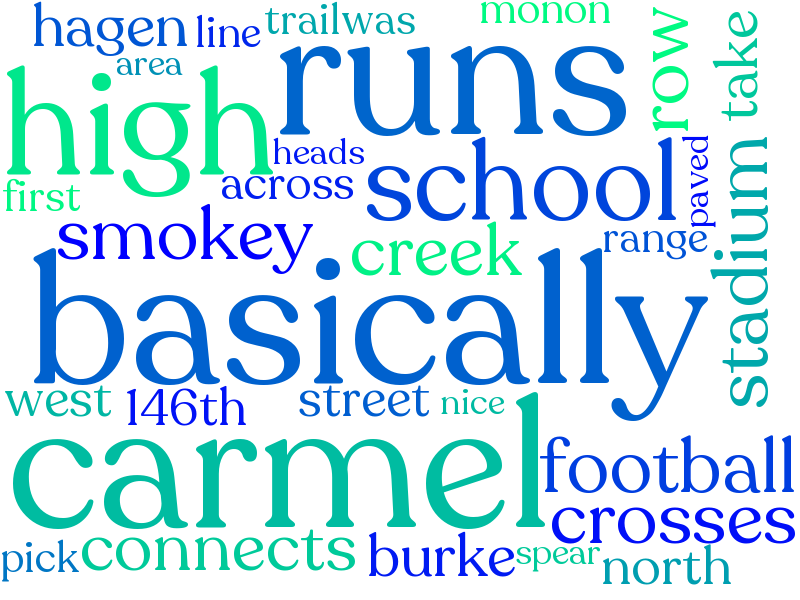 monon
hagen
line
trailwas
row
take
area
runs
high
heads
paved
first
across
school
smokey
creek
range
stadium
basically
west
146th
street
nice
carmel
football
crosses
pick
connects
burke
spear
north